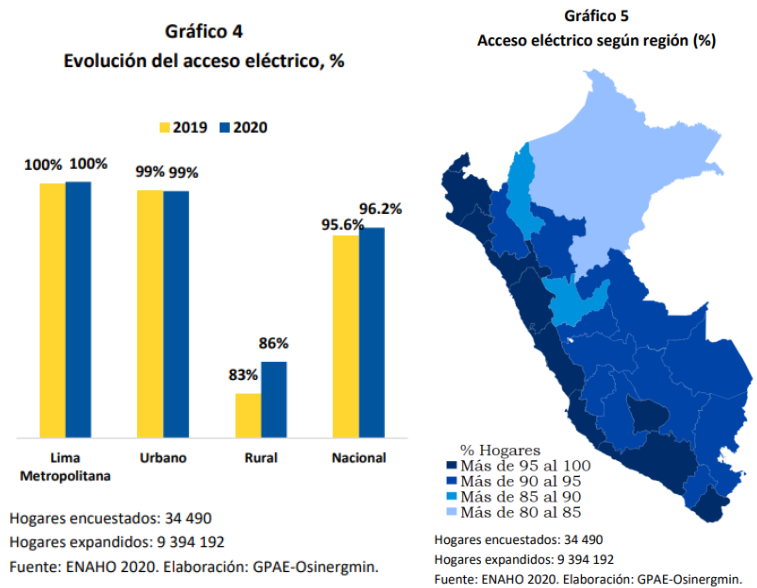 Gráfico 4
Evolución del acceso eléctrico, %
2019 2020
100% 100%
99% 99%
83% 86%
95.6% 96.2%
Lima Metropolitana
Urbano
Rural
Nacional
Hogares encuestados: 34 490
Hogares expandidos: 9 394 192
Fuente: ENAHO 2020. Elaboración: GPAE-Osinergmin.
Gráfico 5
Acceso eléctrico según región (%)
% Hogares
Más de 95 al 100
Más de 90 al 95
Más de 85 al 90
Más de 80 al 85
Hogares encuestados: 34 490
Hogares expandidos: 9 394 192
Fuente: ENAHO 2020. Elaboración: GPAE-Osinergmin.